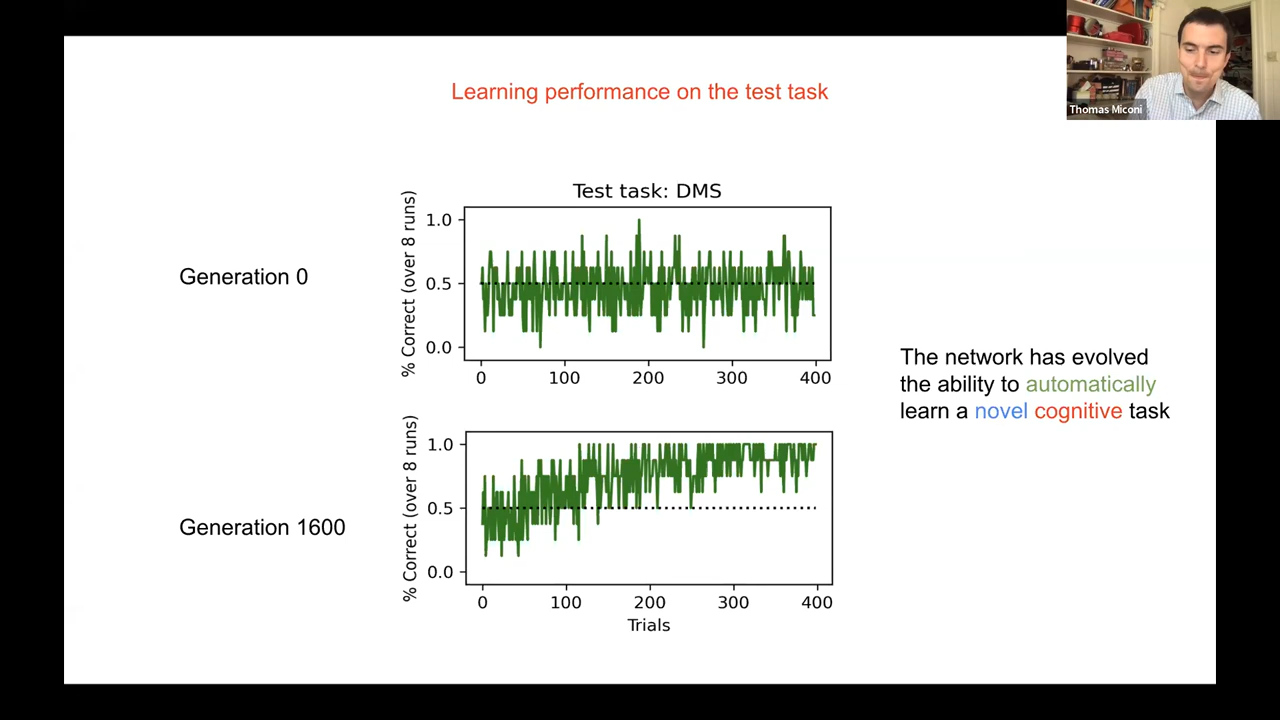 Thomas Miconi
Learning performance on the test task
Test task: DMS
% Correct (over 8 runs)
1.0
0.5
0.0
0 100 200 300 400
Generation 0
The network has evolved
the ability to automatically
learn a novel cognitive task
% Correct (over 8 runs)
1.0
0.5
0.0
0 100 200 300 400
Trials
Generation 1600